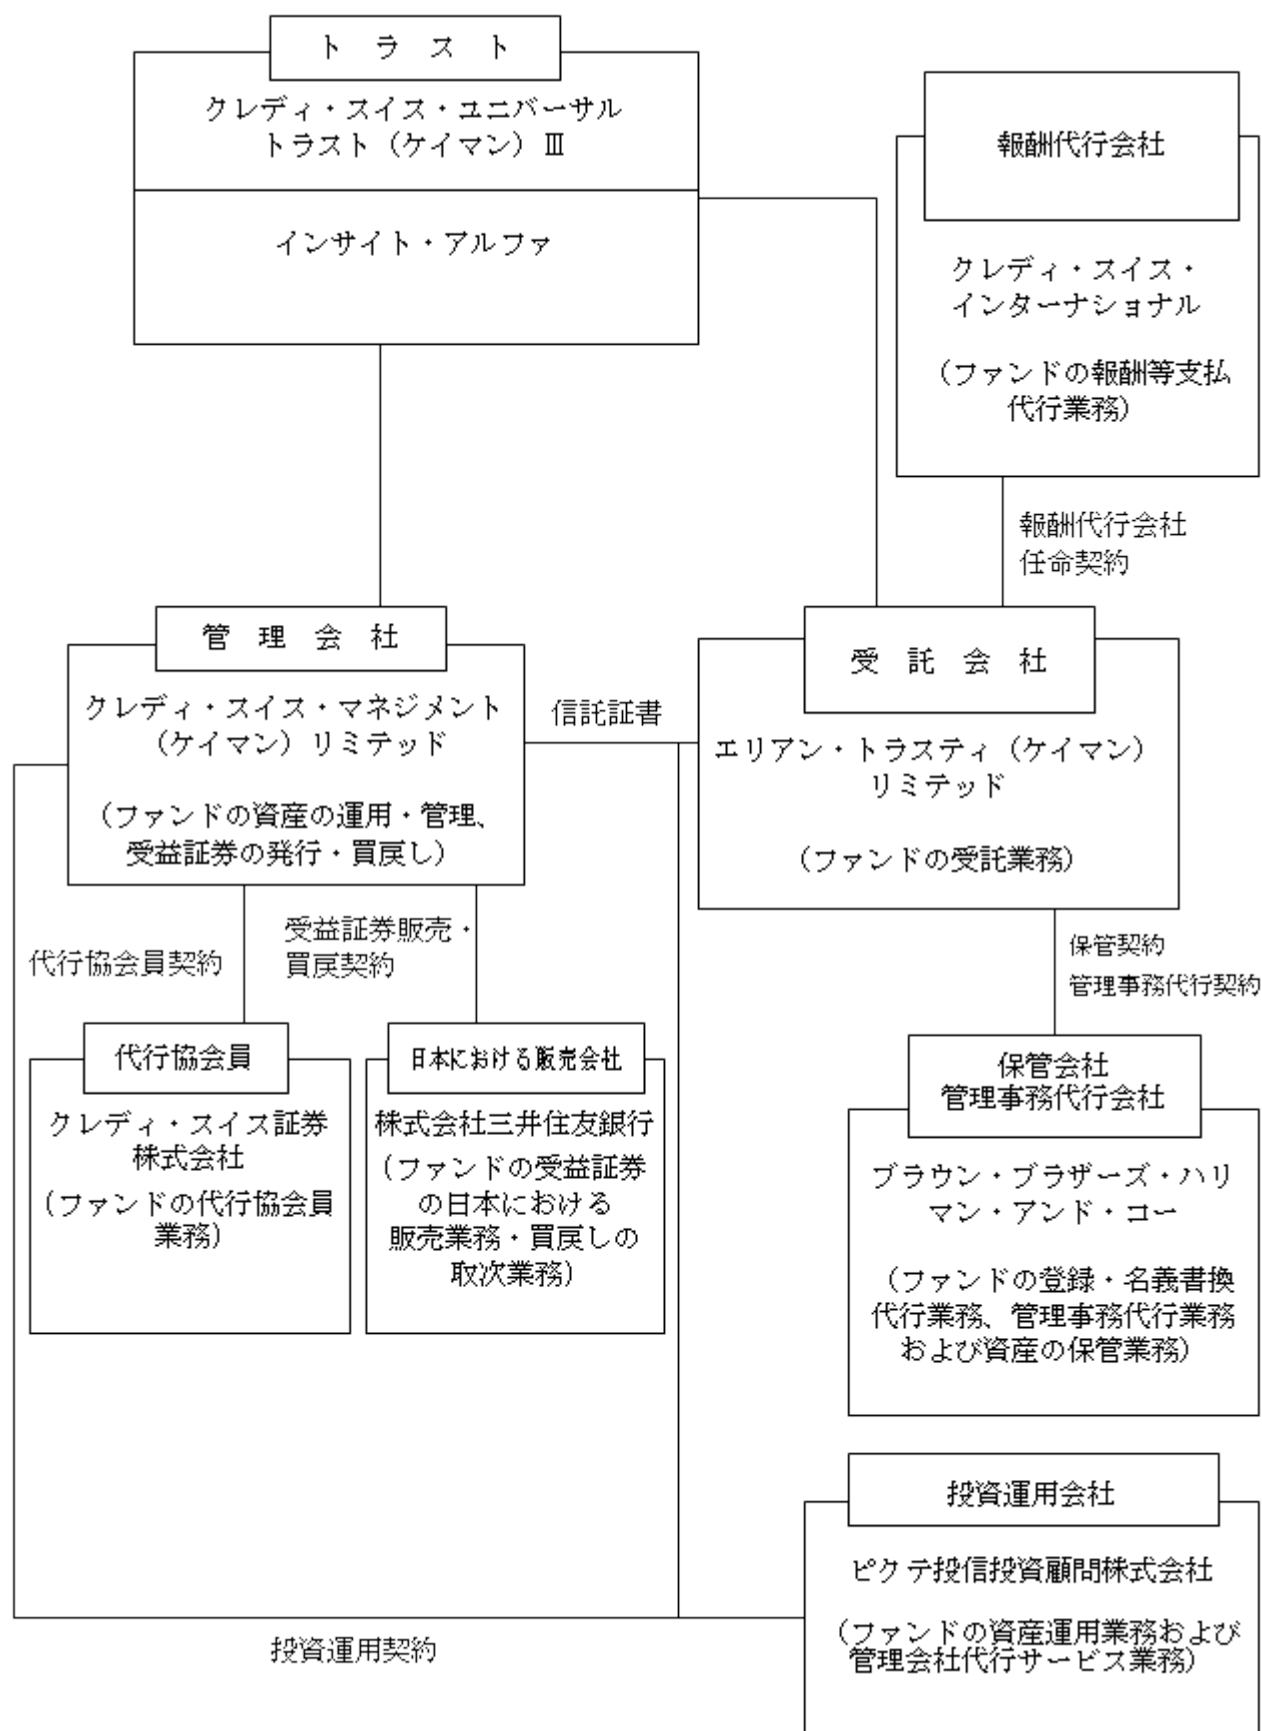 トラスト
クレディ・スイス・ユニバーサル
トラスト（ケイマン）Ⅲ
インサイト・アルファ
報酬代行会社
クレディ・スイス・
インターナショナル
（ファンドの報酬等支払
代行業務）
報酬代行会社
任命契約
管理会社
クレディ・スイス・マネジメント
（ケイマン）リミテッド
（ファンドの資産の運用・管理、
受益証券の発行・買戻し）
信託証書
受託会社
エリアン・トラスティ（ケイマン）
リミテッド
（ファンドの受託業務）
代行協会員契約
受益証券販売・
買戻契約
保管契約
管理事務代行契約
代行協会員
クレディ・スイス証券
株式会社
（ファンドの代行協会員
業務）
日本における販売会社
株式会社三井住友銀行
（ファンドの受益証券
の日本における
販売業務・買戻しの
取次業務）
保管会社
管理事務代行会社
ブラウン・ブラザーズ・ハリ
マン・アンド・コー
（ファンドの登録・名義書換
代行業務、管理事務代行業務
および資産の保管業務）
投資運用会社
ピクテ投信投資顧問株式会社
（ファンドの資産運用業務および
管理会社代行サービス業務）
投資運用契約